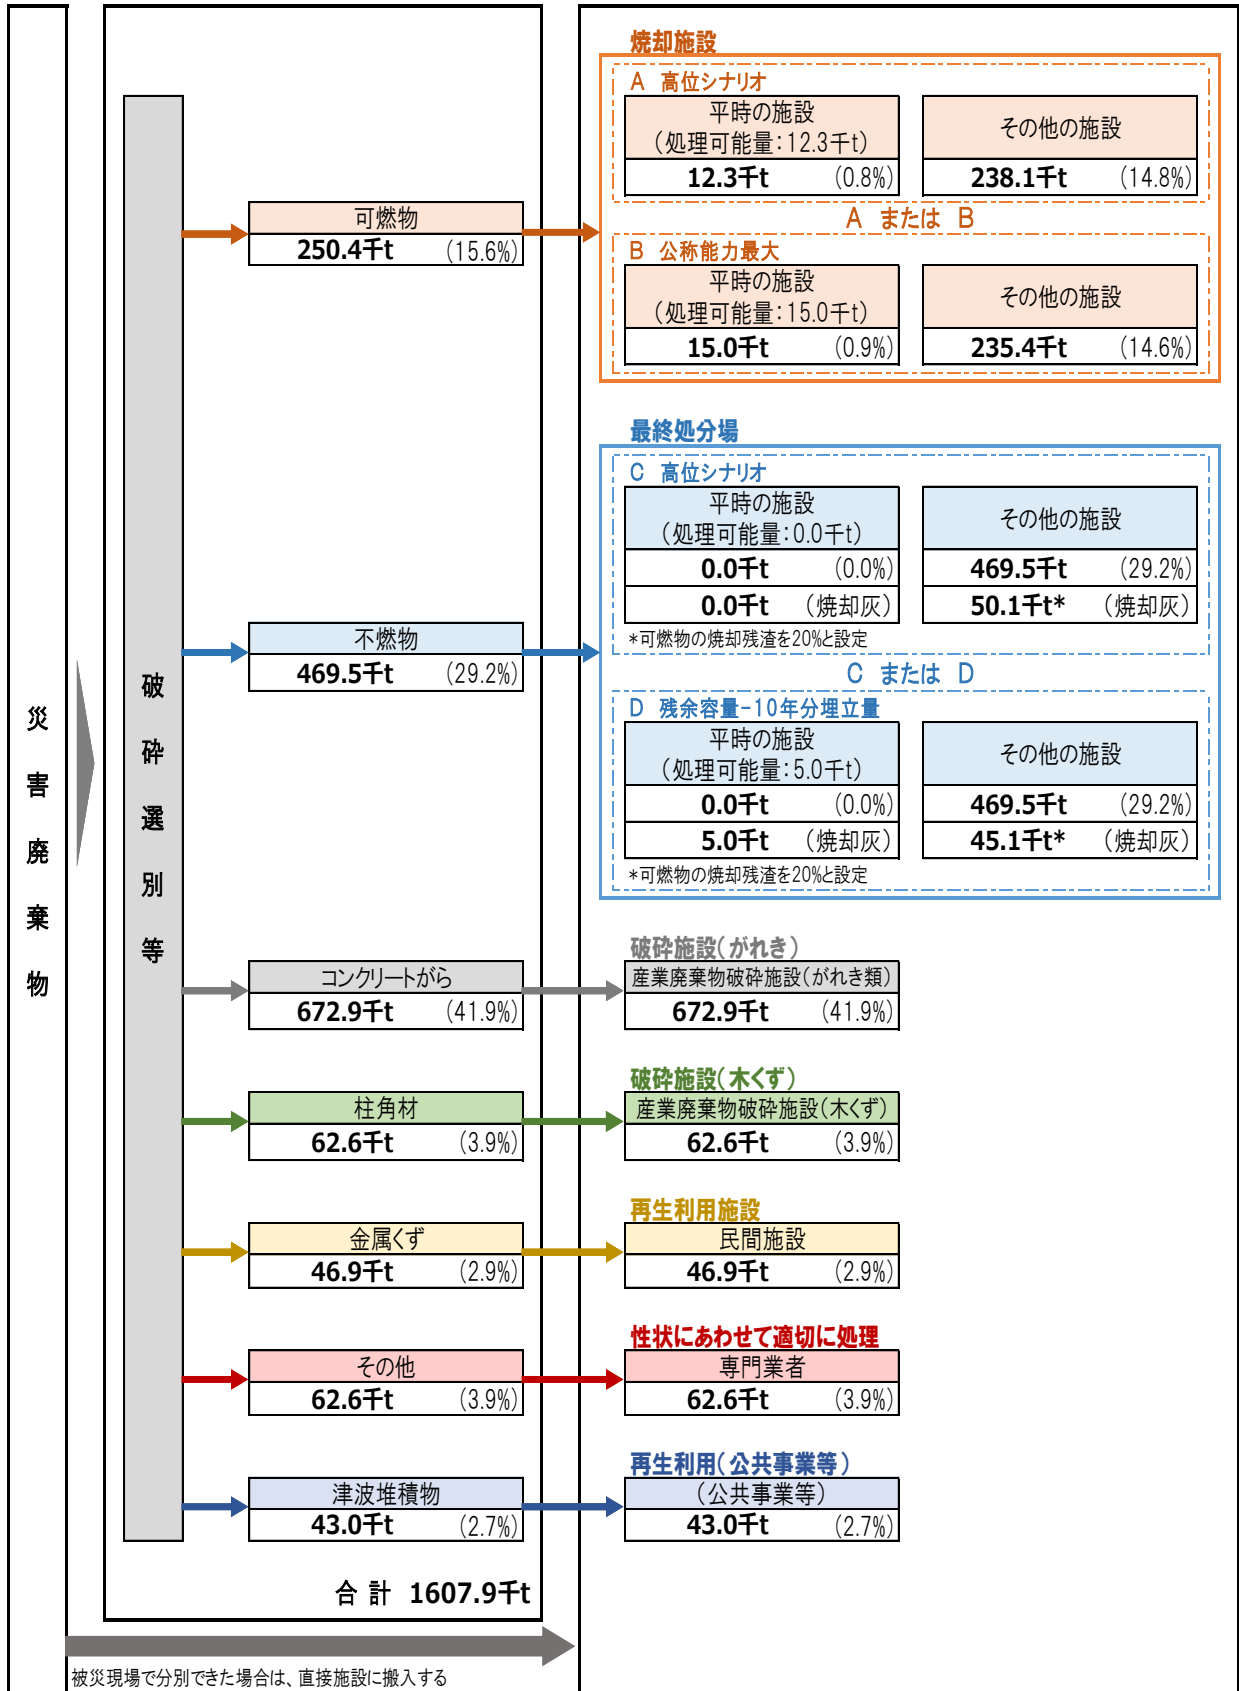 災害廃棄物
破砕選別等
可燃物
250.4千t (15.6%)
不燃物
469.5千t (29.2%)
コンクリートがら
672.9千t (41.9%)
柱角材
62.6千t (3.9%)
金属くず
46.9千t (2.9%)
その他
62.6千t (3.9%)
津波堆積物
43.0千t (2.7%)
合計 1607.9千t
被災現場で分別できた場合は、直接施設に搬入する
焼却施設
A 高位シナリオ
平時の施設
(処理可能量:12.3千t)
12.3千t (0.8%)
その他の施設
238.1千t (14.8%)
A または B
B 公称能力最大
平時の施設
(処理可能量:15.0千t)
15.0千t (0.9%)
その他の施設
235.4千t (14.6%)
最終処分場
C 高位シナリオ
平時の施設
(処理可能量:0.0千t)
0.0千t (0.0%)
0.0千t (焼却灰)
その他の施設
469.5千t (29.2%)
50.1千t* (焼却灰)
*可燃物の焼却残渣を20%と設定
C または D
D 残余容量-10年分埋立量
平時の施設
(処理可能量:5.0千t)
0.0千t (0.0%)
5.0千t (焼却灰)
その他の施設
469.5千t (29.2%)
45.1千t* (焼却灰)
*可燃物の焼却残渣を20%と設定
破砕施設(がれき)
産業廃棄物破砕施設(がれき類)
672.9千t (41.9%)
破砕施設(木くず)
産業廃棄物破砕施設(木くず)
62.6千t (3.9%)
再生利用施設
民間施設
46.9千t (2.9%)
性状にあわせて適切に処理
専門業者
62.6千t (3.9%)
再生利用(公共事業等)
(公共事業等)
43.0千t (2.7%)